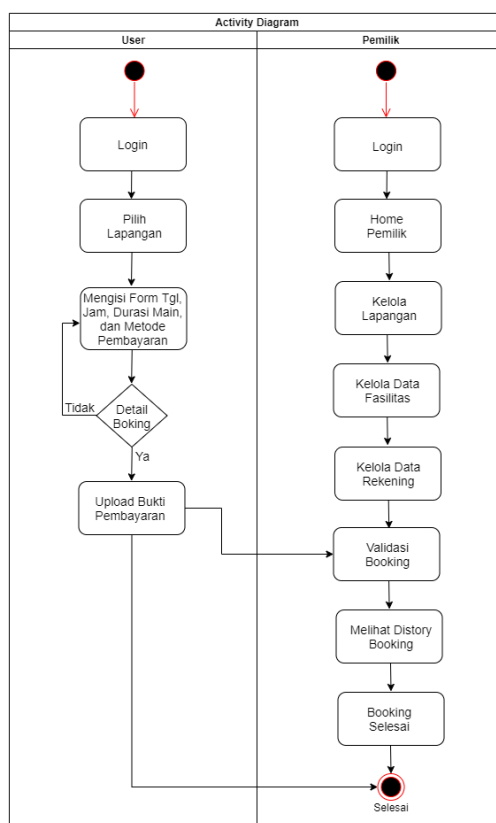 Activity Diagram
User
Pemilik
Login
Pilih
Lapangan
Mengisi Form Tgl,
Jam, Durasi Main,
dan Metode
Pembayaran
Tidak
Detail
Boking
Ya
Upload Bukti
Pembayaran
Login
Home
Pemilik
Kelola
Lapangan
Kelola Data
Fasilitas
Kelola Data
Rekening
Validasi
Booking
Melihat Distory
Booking
Booking
Selesai
Selesai